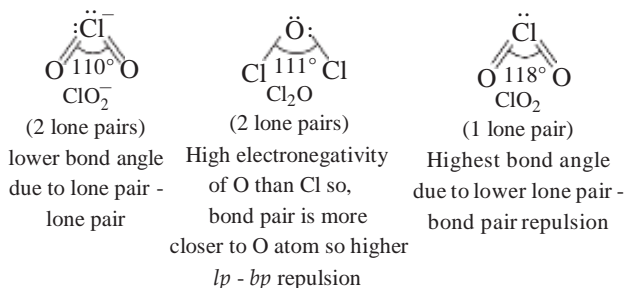 :C̈l⁻
O 110° O
ClO₂⁻
(2 lone pairs)
lower bond angle
due to lone pair -
lone pair
Ö:
Cl 111° Cl
Cl₂O
(2 lone pairs)
High electronegativity
of O than Cl so,
bond pair is more
closer to O atom so higher
lp - bp repulsion
C̈l
O 118° O
ClO₂
(1 lone pair)
Highest bond angle
due to lower lone pair -
bond pair repulsion